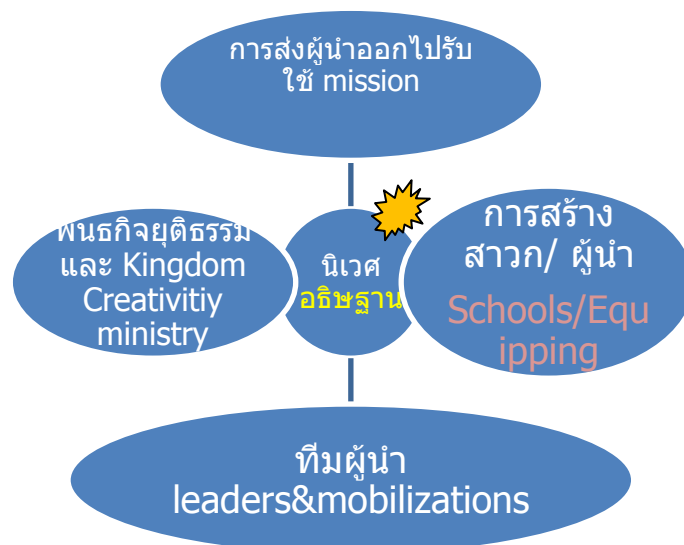 การส่งผู้นำออกไปรับ
ใช้ mission
พันธกิจยุติธรรม
และ Kingdom
Creativitiy
ministry
นิเวศ
อธิษฐาน
การสร้าง
สาวก/ ผู้นำ
Schools/Equ
ipping
ทีมผู้นำ
leaders&mobilizations